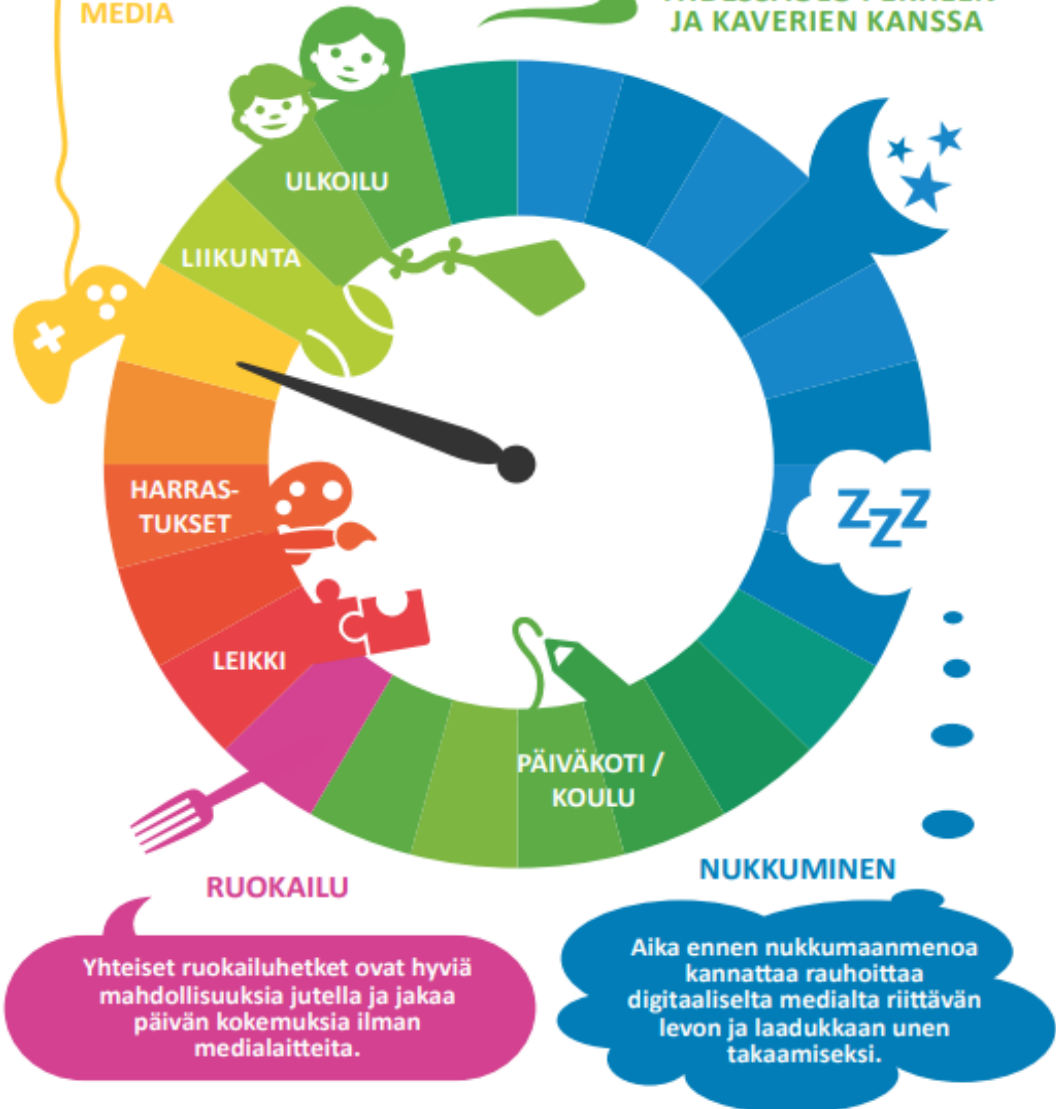 MEDIA
JA KAVERIEN KANSSA
ULKOILU
LIIKUNTA
HARRAS-
TUKSET
ZZZ
LEIKKI
PÄIVÄKOTI /
KOULU
RUOKAILU
Yhteiset ruokailuhetket ovat hyviä
mahdollisuuksia jutella ja jakaa
päivän kokemuksia ilman
medialaitteita.
NUKKUMINEN
Aika ennen nukkumaanmenoa
kannattaa rauhoittaa
digitaaliselta medialta riittävän
levon ja laadukkaan unen
takaamiseksi.